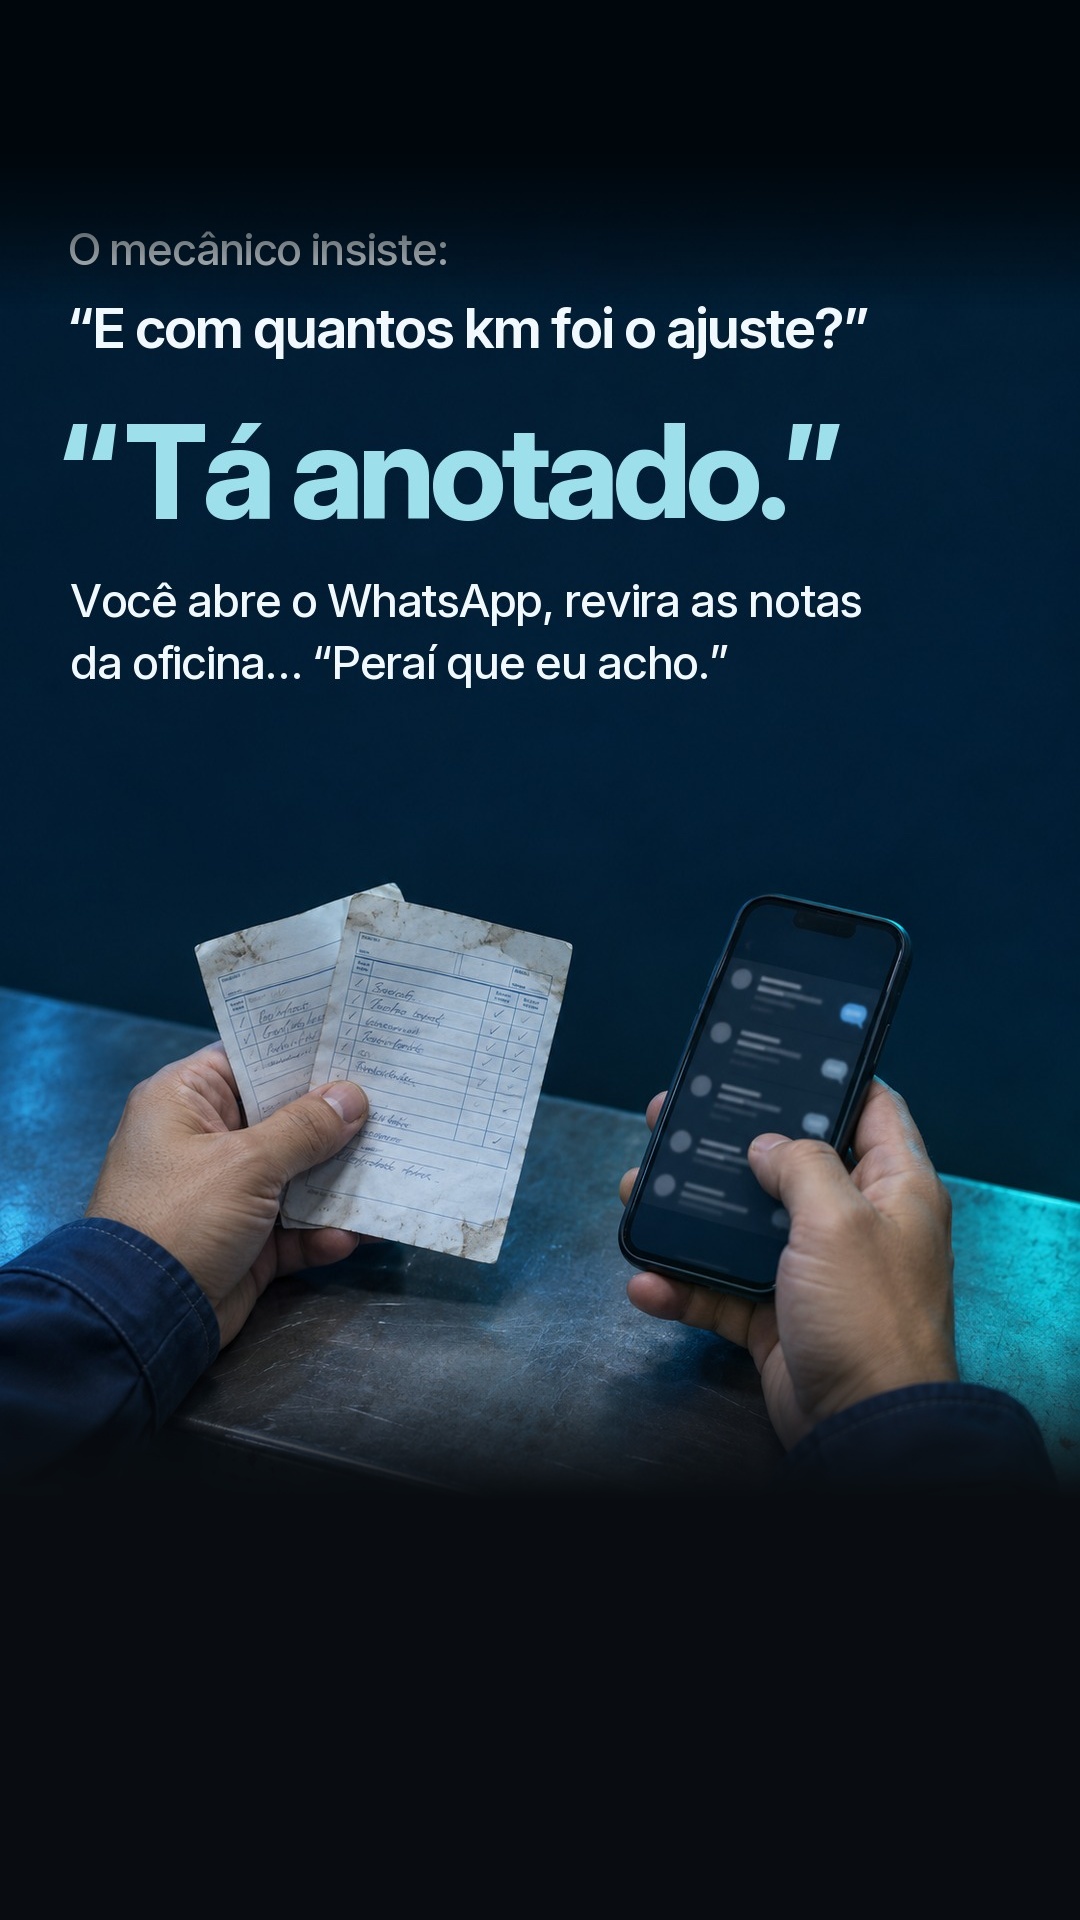 O mecânico insiste:
“E com quantos km foi o ajuste?”
“Tá anotado.”
Você abre o WhatsApp, revira as notas
da oficina... “Peraí que eu acho.”